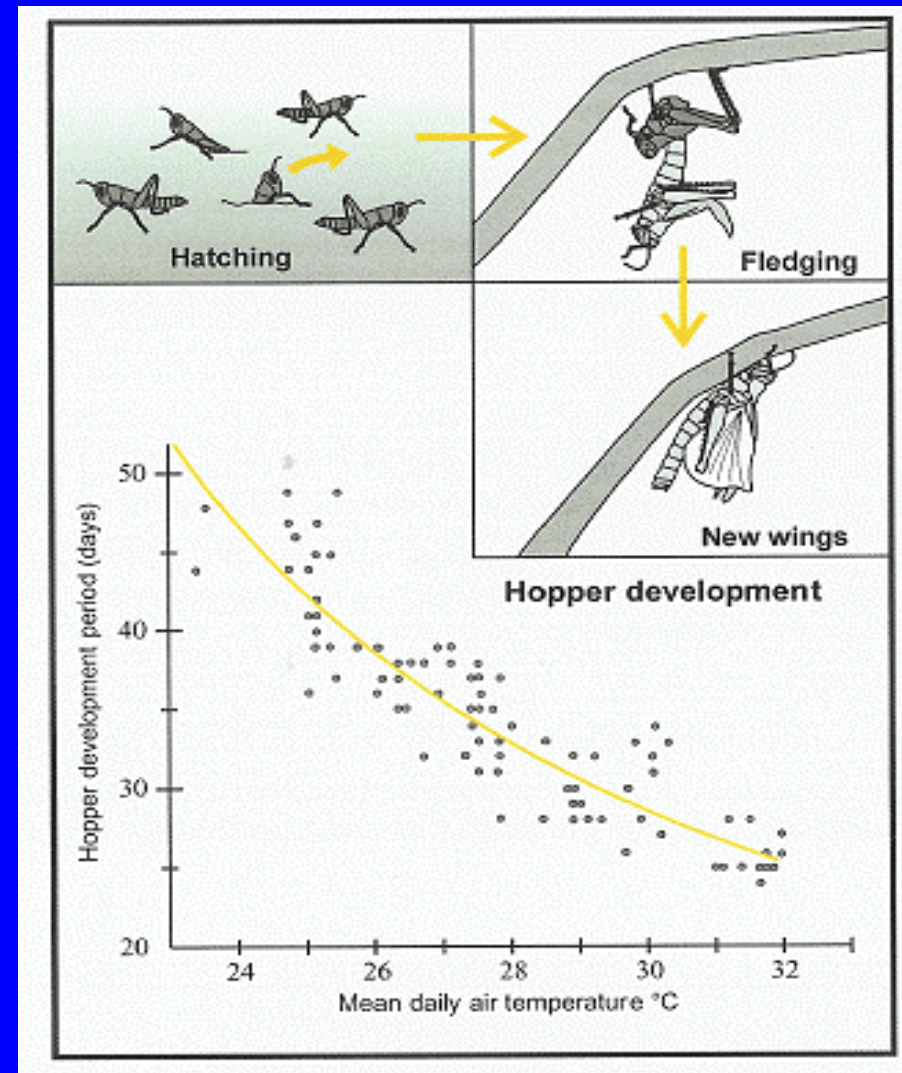 Hatching
Fledging
New wings
Hopper development
Hopper development period (days)
50
40
30
20
24 26 28 30 32
Mean daily air temperature °C